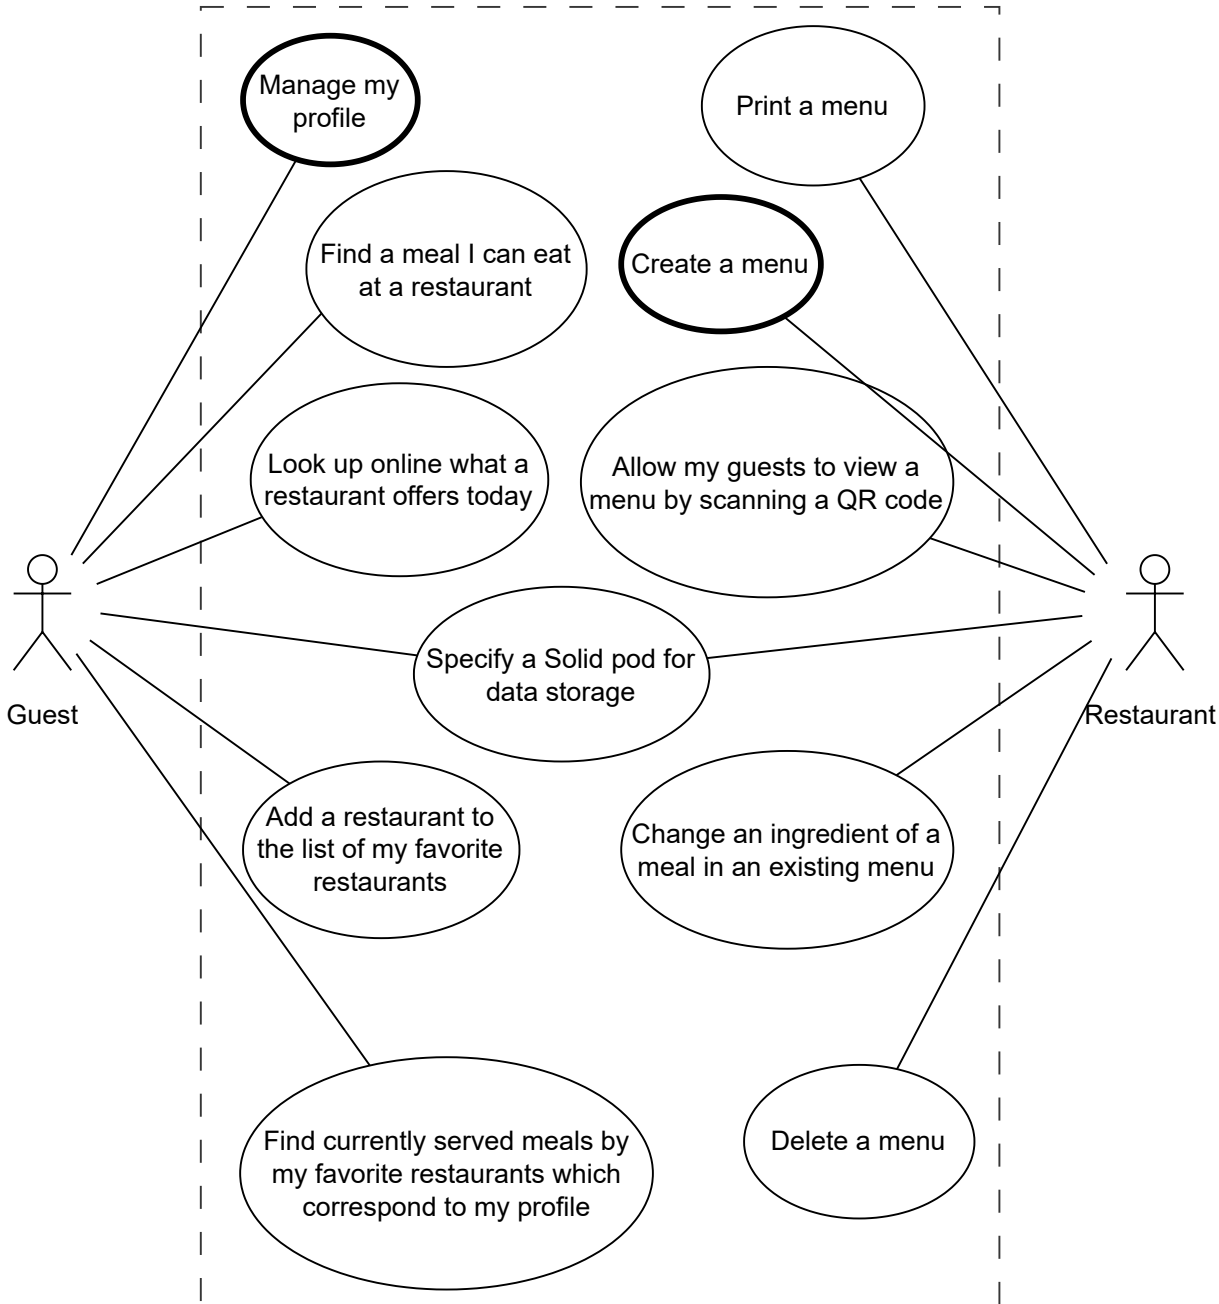 Manage my
profile
Print a menu
Find a meal I can eat
at a restaurant
Create a menu
Look up online what a
restaurant offers today
Allow my guests to view a
menu by scanning a QR code
Specify a Solid pod for
data storage
Guest
Restaurant
Add a restaurant to
the list of my favorite
restaurants
Change an ingredient of a
meal in an existing menu
Find currently served meals by
my favorite restaurants which
correspond to my profile
Delete a menu